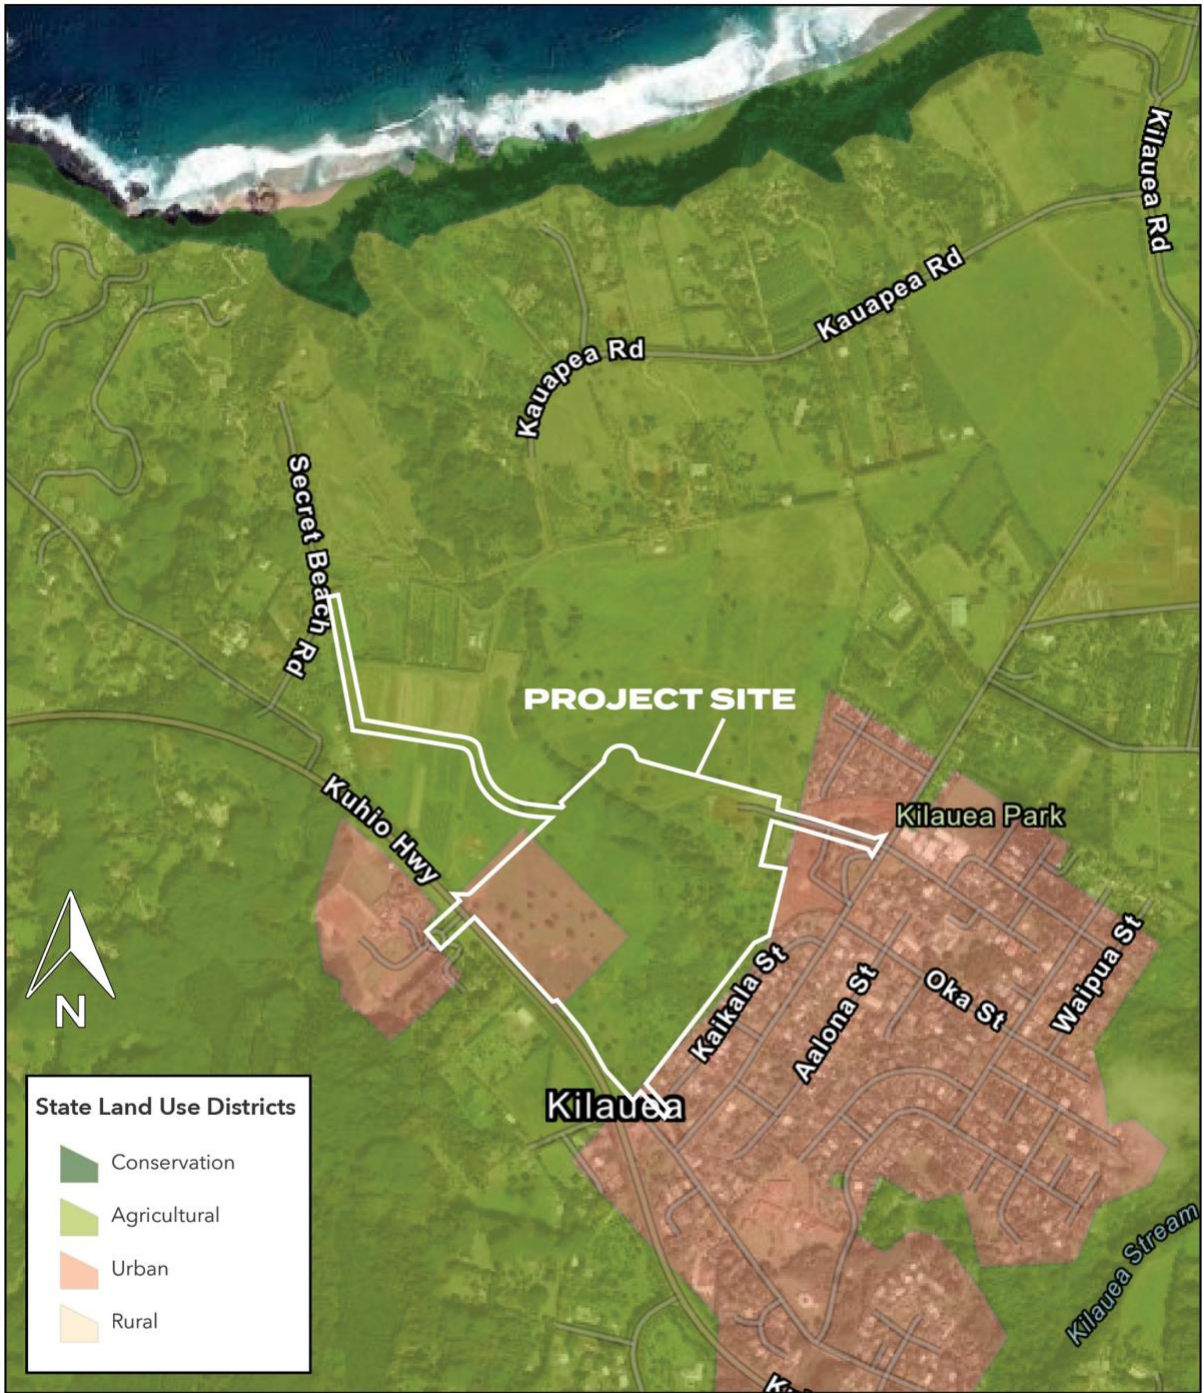 Kilauea Rd
Kauapea Rd
Kauapea Rd
Secret Beach Rd
PROJECT SITE
Kuhio Hwy
Kilauea Park
Kaikala St
Aalona St
Oka St
Waipua St
N
Kilauea
State Land Use Districts
Conservation
Agricultural
Urban
Rural
Kilauea Stream